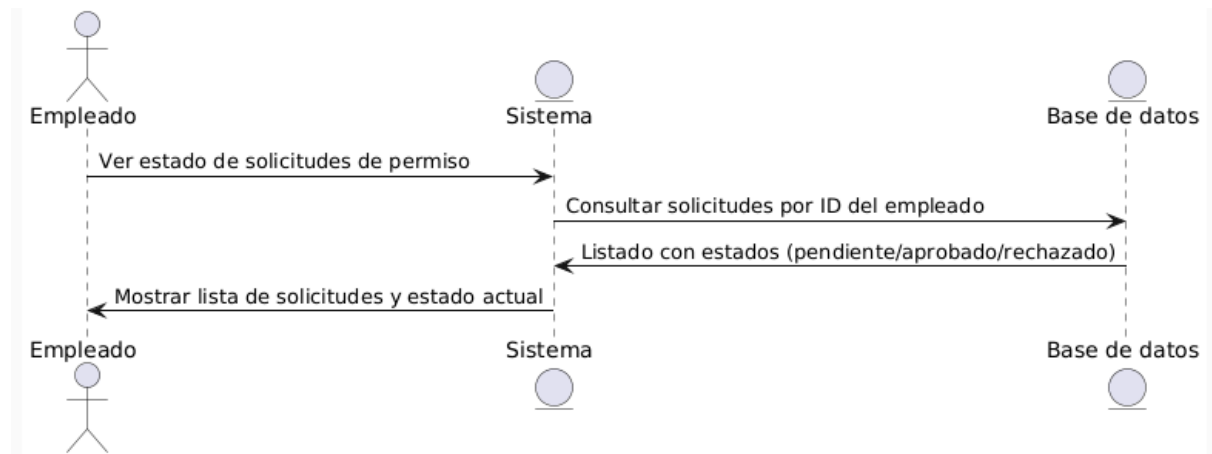 Empleado
Sistema
Base de datos
Ver estado de solicitudes de permiso
Consultar solicitudes por ID del empleado
Listado con estados (pendiente/aprobado/rechazado)
Mostrar lista de solicitudes y estado actual
Empleado
Sistema
Base de datos